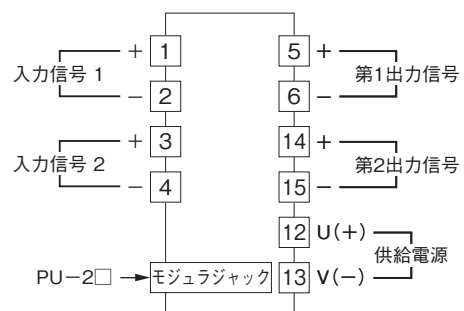 + 1
入力信号 1
− 2
+ 3
入力信号 2
− 4
5 +
第1出力信号
6 −
14 +
第2出力信号
15 −
12 U(+)
供給電源
13 V(−)
PU−2□
モジュラジャック